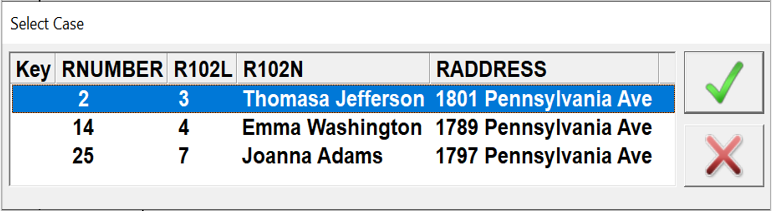 Select Case
Key RNUMBER R102L R102N RADDRESS
2 3 Thomasa Jefferson 1801 Pennsylvania Ave
14 4 Emma Washington 1789 Pennsylvania Ave
25 7 Joanna Adams 1797 Pennsylvania Ave